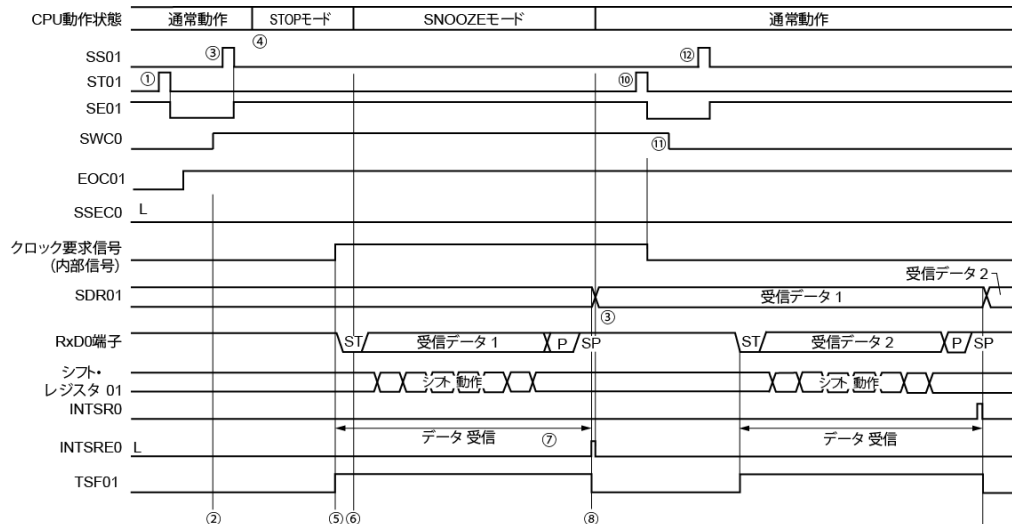 CPU動作状態 通常動作 STOPモード SNOOZEモード 通常動作
④
SS01 ③ ⑫
ST01 ① ⑩
SE01
SWC0 ⑪
EOC01
SSEC0 L
クロック要求信号
(内部信号)
受信データ 2
SDR01 受信データ 1
③
RxD0端子 ST 受信データ 1 P SP ST 受信データ 2 P SP
シフト・
レジスタ 01 シフト 動作 シフト 動作
INTSR0
データ 受信 ⑦ データ 受信
INTSRE0 L
TSF01
② ⑤ ⑥ ⑧